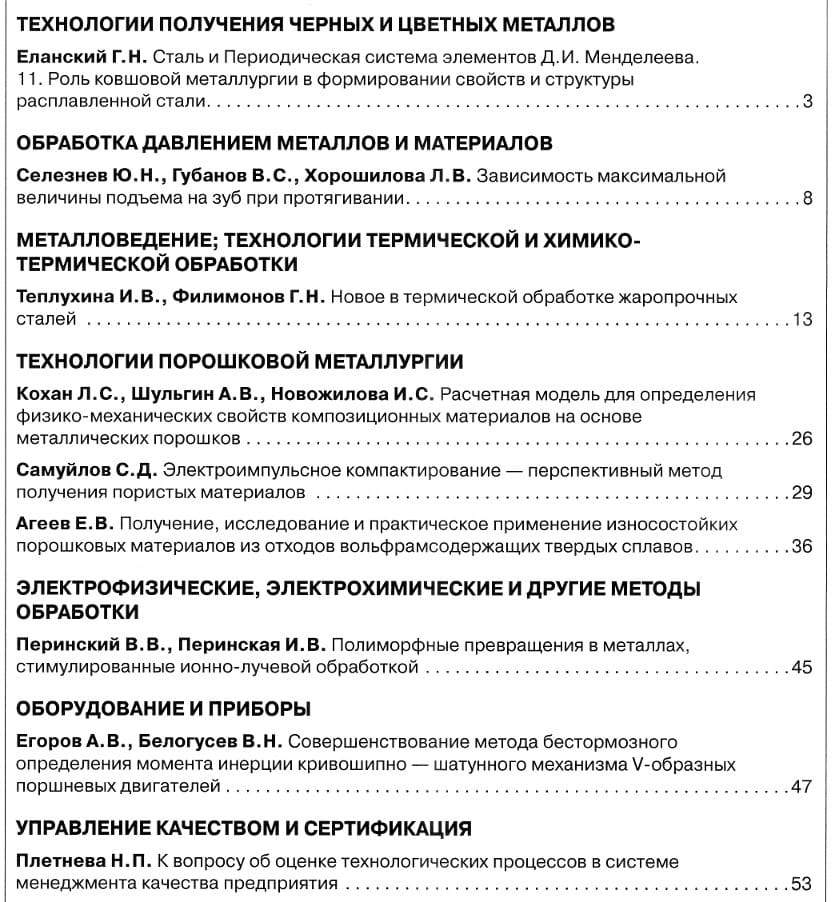 ТЕХНОЛОГИИ ПОЛУЧЕНИЯ ЧЕРНЫХ И ЦВЕТНЫХ МЕТАЛЛОВ
Еланский Г.Н. Сталь и Периодическая система элементов Д.И. Менделеева.
11. Роль ковшовой металлургии в формировании свойств и структуры
расплавленной стали. . . . . . . . . . . . . . . . . . . . . . . . . . . . . . 3
ОБРАБОТКА ДАВЛЕНИЕМ МЕТАЛЛОВ И МАТЕРИАЛОВ
Селезнев Ю.Н., Губанов В.С., Хорошилова Л.В. Зависимость максимальной
величины подъема на зуб при протягивании. . . . . . . . . . . . . . . . . . . . 8
МЕТАЛЛОВЕДЕНИЕ; ТЕХНОЛОГИИ ТЕРМИЧЕСКОЙ И ХИМИКО-
ТЕРМИЧЕСКОЙ ОБРАБОТКИ
Теплухина И.В., Филимонов Г.Н. Новое в термической обработке жаропрочных
сталей . . . . . . . . . . . . . . . . . . . . . . . . . . . . . . 13
ТЕХНОЛОГИИ ПОРОШКОВОЙ МЕТАЛЛУРГИИ
Кохан Л.С., Шульгин А.В., Новожилова И.С. Расчетная модель для определения
физико-механических свойств композиционных материалов на основе
металлических порошков . . . . . . . . . . . . . . . . . . . . . . . . . . 26
Самуйлов С.Д. Электроимпульсное компактирование — перспективный метод
получения пористых материалов . . . . . . . . . . . . . . . . . . . . . . . . 29
Агеев Е.В. Получение, исследование и практическое применение износостойких
порошковых материалов из отходов вольфрамсодержащих твердых сплавов. . . . . . . . . . 36
ЭЛЕКТРОФИЗИЧЕСКИЕ, ЭЛЕКТРОХИМИЧЕСКИЕ И ДРУГИЕ МЕТОДЫ
ОБРАБОТКИ
Перинский В.В., Перинская И.В. Полиморфные превращения в металлах,
стимулированные ионно-лучевой обработкой . . . . . . . . . . . . . . . . . . . . 45
ОБОРУДОВАНИЕ И ПРИБОРЫ
Егоров А.В., Белогусев В.Н. Совершенствование метода бестормозного
определения момента инерции кривошипно — шатунного механизма V-образных
поршневых двигателей . . . . . . . . . . . . . . . . . . . . . . . . . . 47
УПРАВЛЕНИЕ КАЧЕСТВОМ И СЕРТИФИКАЦИЯ
Плетнева Н.П. К вопросу об оценке технологических процессов в системе
менеджмента качества предприятия . . . . . . . . . . . . . . . . . . . . . . 53